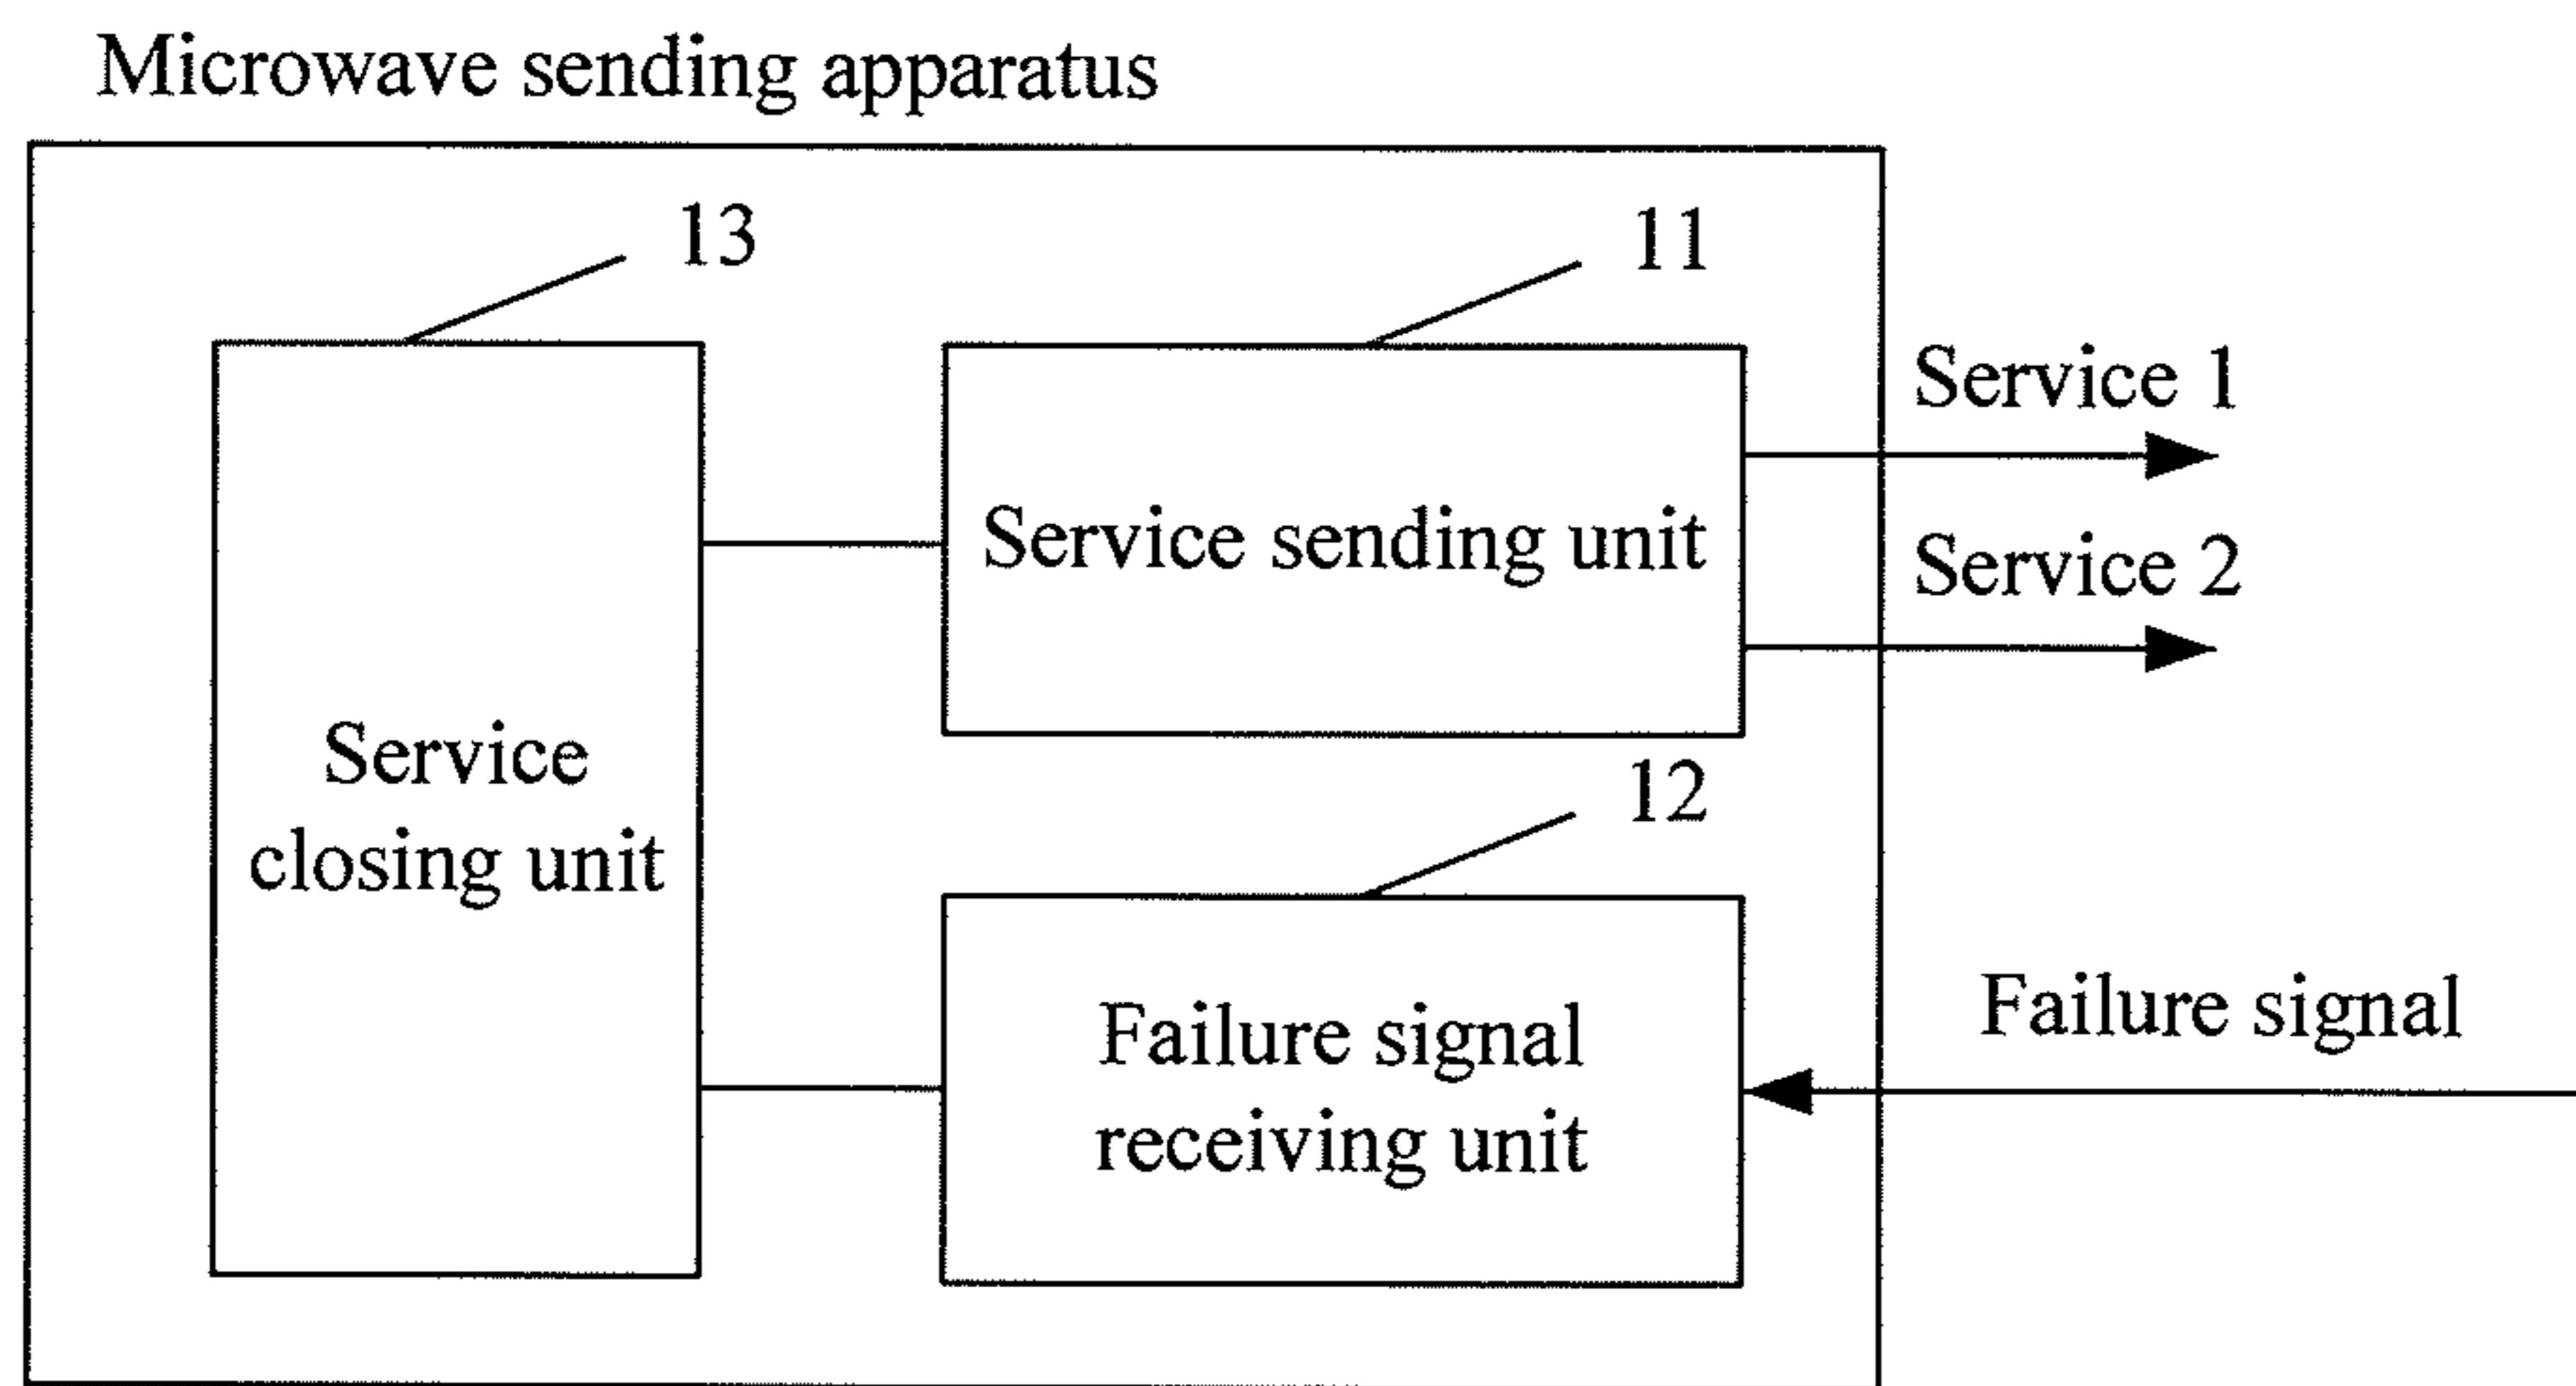 Microwave sending apparatus
13
11
Service 1
Service sending unit
Service 2
Service
closing unit
12
Failure signal
Failure signal
receiving unit